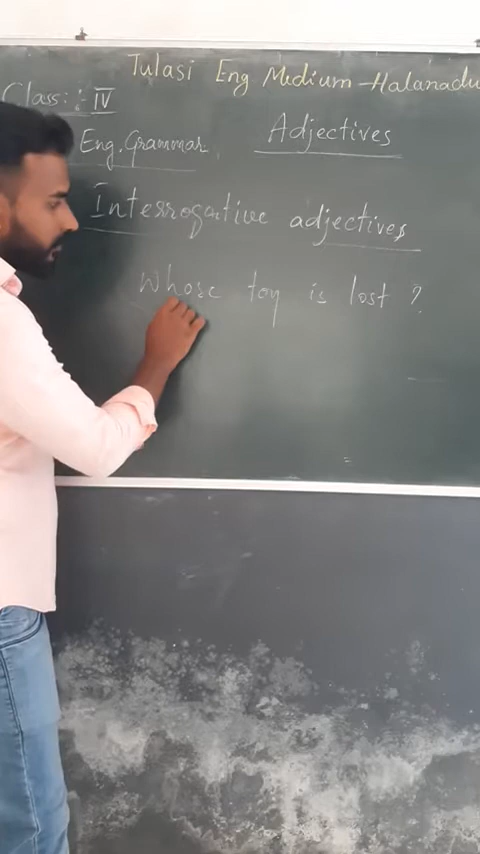 Tulasi Eng Medium - Halanadu
Class: :- IV
Eng. Grammar, Adjectives
Interrogative adjectives
Whose toy is lost ?